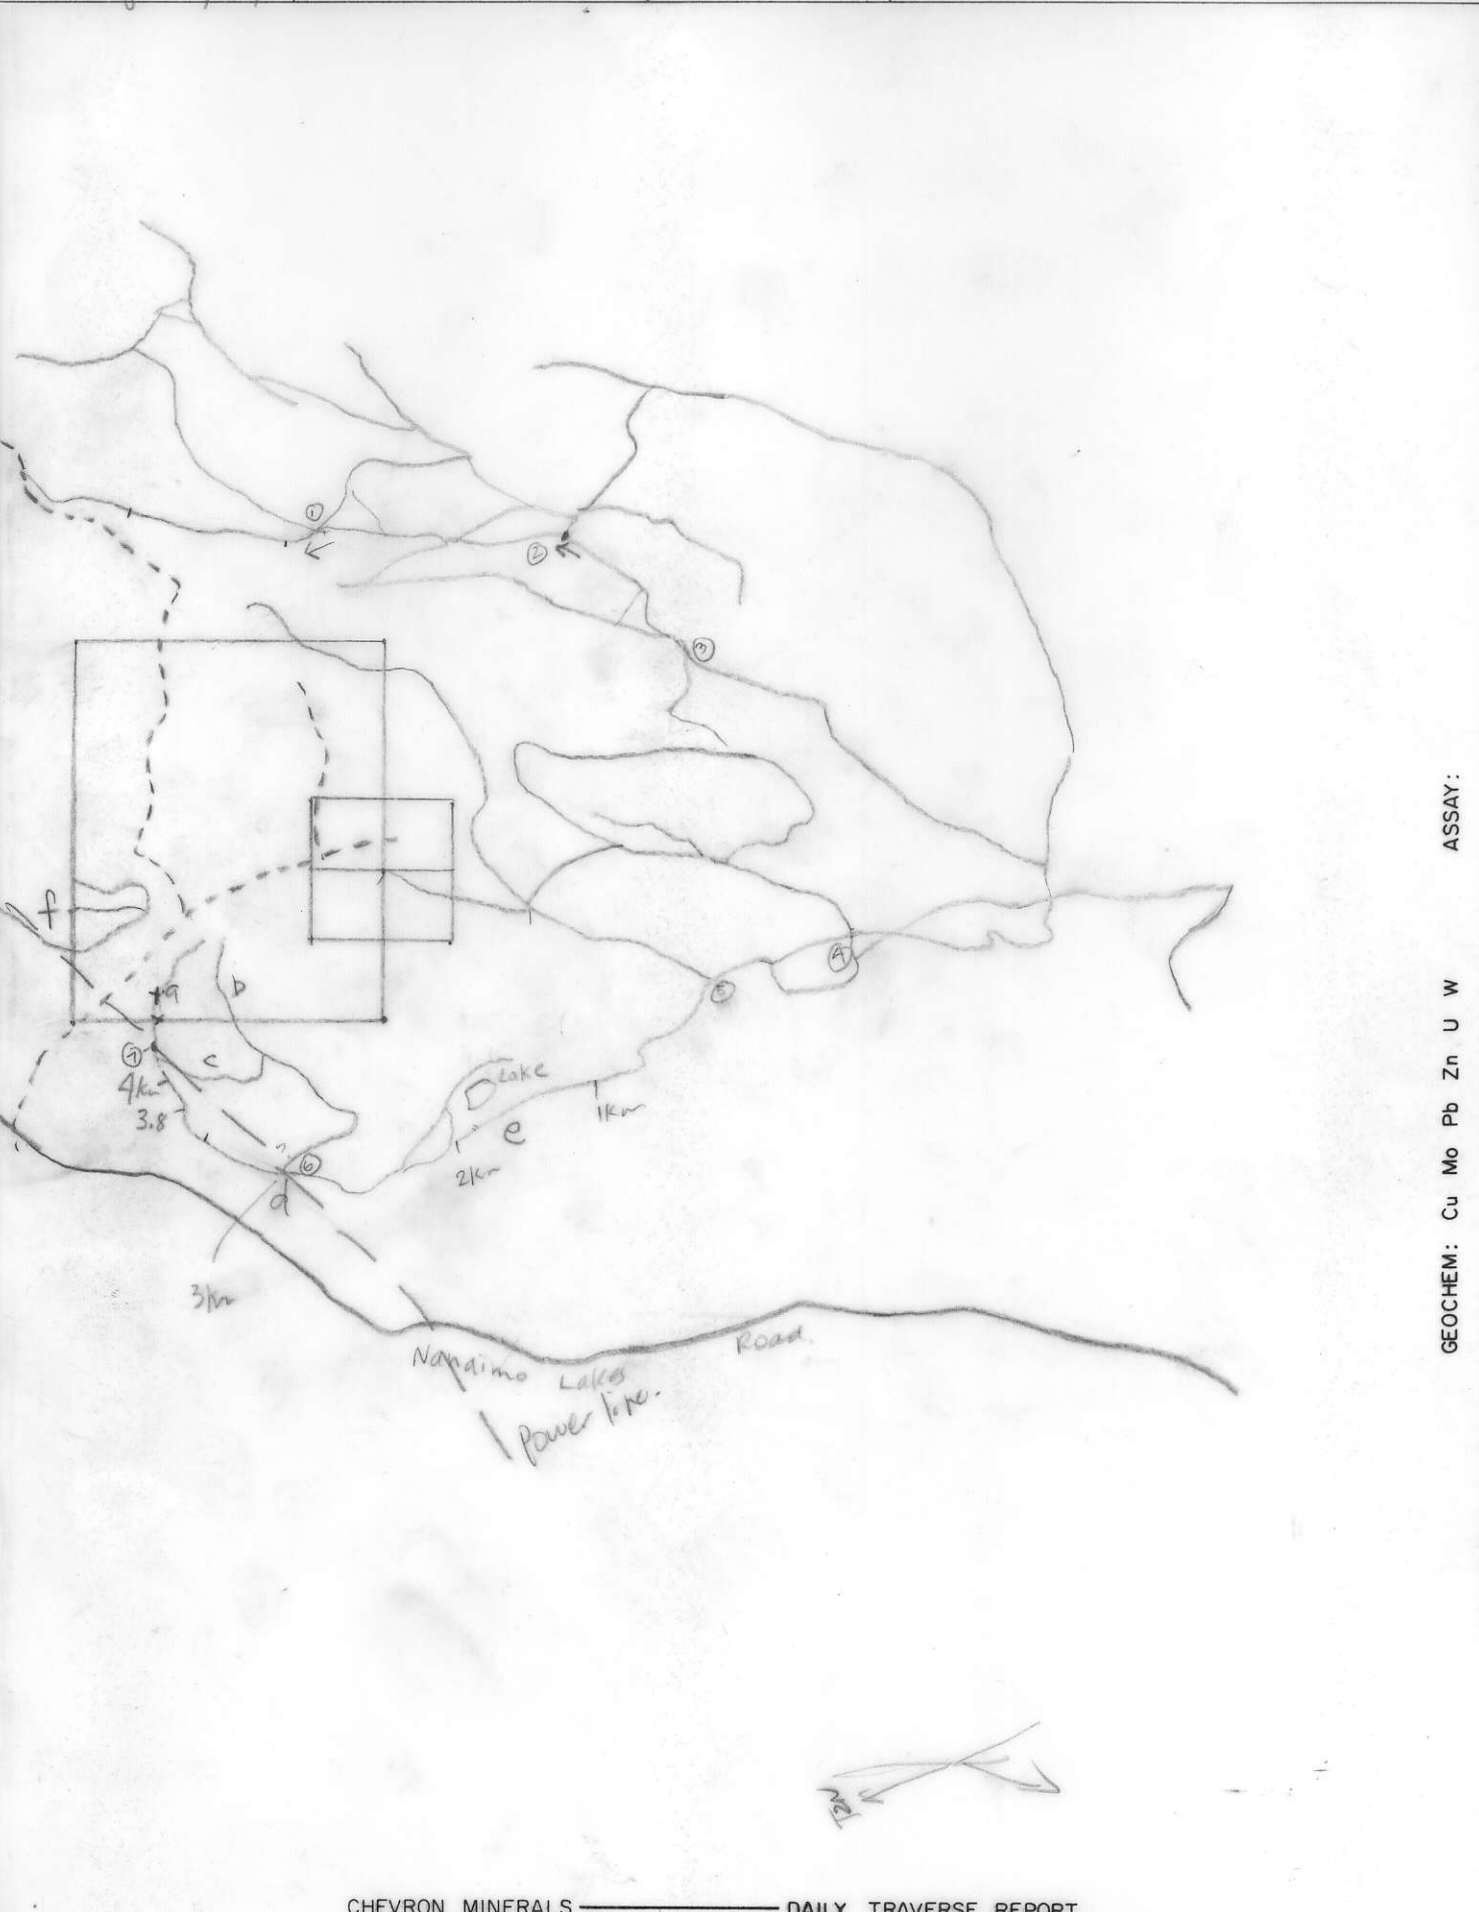 ①
②
③
④
⑤
f
a
b
⑦
c
4km
3.8
Lake
1km
e
2km
⑥
a
3km
Nanaimo Lakes Road.
Power line.
CHEVRON MINERALS DAILY TRAVERSE REPORT
GEOCHEM: Cu Mo Pb Zn U W ASSAY: